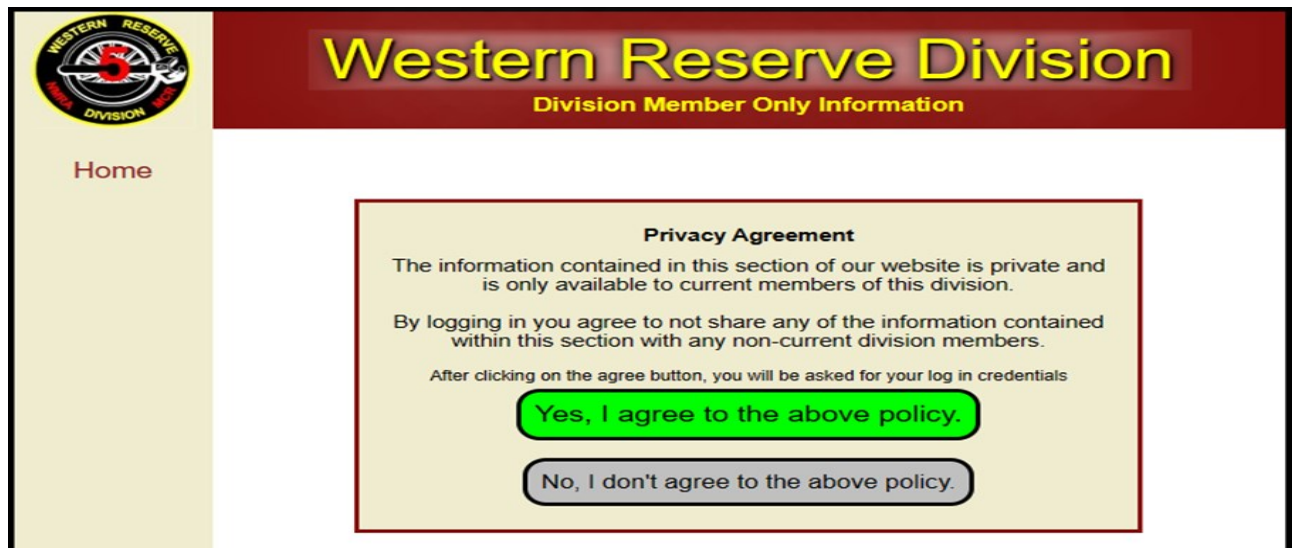 WESTERN RESERVE
5
NMRA DIVISION MCR
Western Reserve Division
Division Member Only Information
Home
Privacy Agreement
The information contained in this section of our website is private and
is only available to current members of this division.
By logging in you agree to not share any of the information contained
within this section with any non-current division members.
After clicking on the agree button, you will be asked for your log in credentials
Yes, I agree to the above policy.
No, I don't agree to the above policy.